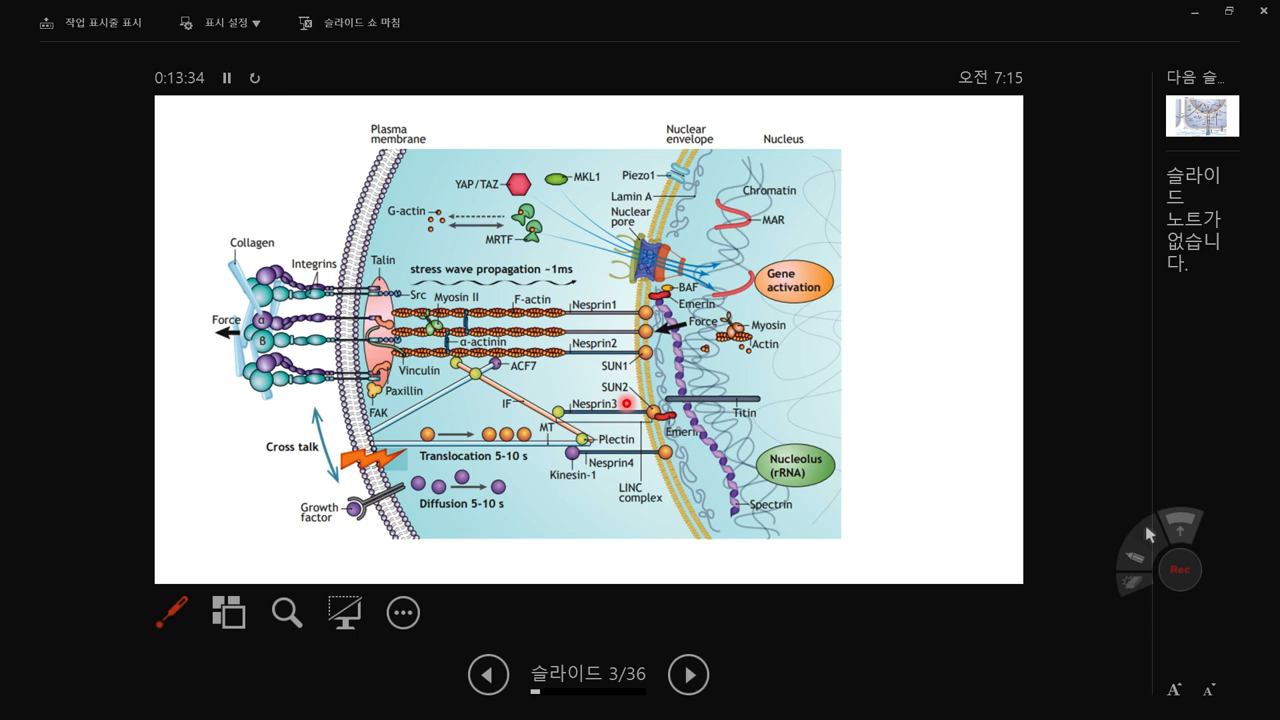 작업 표시줄 표시
표시 설정 ▼
슬라이드 쇼 마침
0:13:34
오전 7:15
다음 슬...
슬라이
드
노트가
없습니
다.
Plasma
membrane
Nuclear
envelope
Nucleus
YAP/TAZ
MKL1
Piezo1
Lamin A
Chromatin
G-actin
Nuclear
pore
MAR
MRTF
Collagen
Integrins
Talin
stress wave propagation ~1ms
Gene
activation
Src
Myosin II
F-actin
Nesprin1
BAF
Emerin
Force
α
Force
Myosin
β
α-actinin
Nesprin2
Actin
Vinculin
ACF7
SUN1
Paxillin
SUN2
FAK
IF
Nesprin3
Titin
MT
Emerin
Cross talk
Plectin
Translocation 5-10 s
Nesprin4
Nucleolus
(rRNA)
Kinesin-1
LINC
complex
Diffusion 5-10 s
Growth
factor
Spectrin
Rec
슬라이드 3/36
A
A